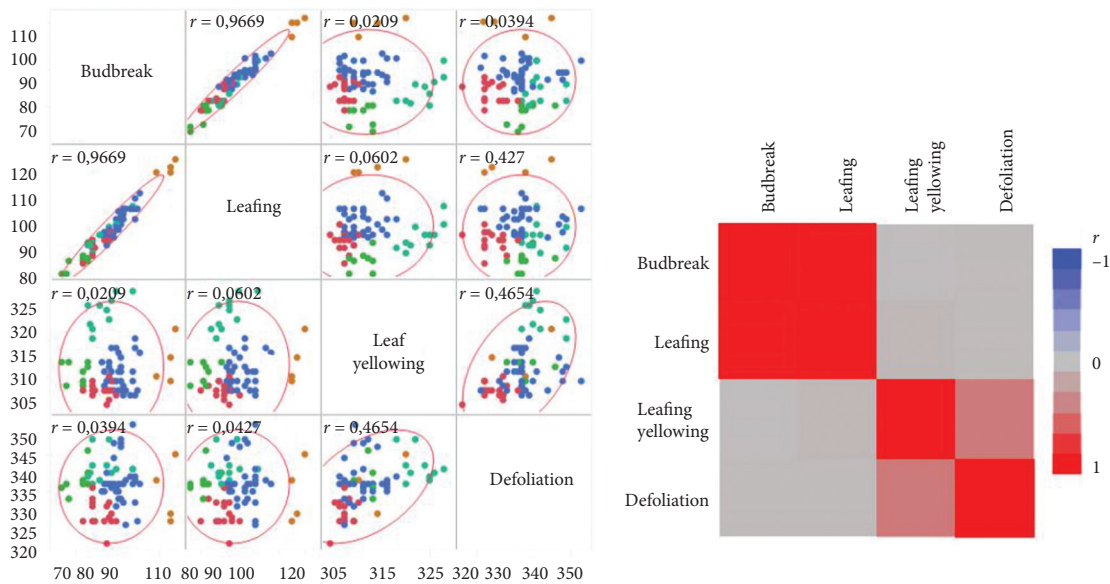 r = 0,9669
r = 0,0209
r = 0,0394
110
100
90
80
70
Budbreak
r = 0,9669
r = 0,0602
r = 0,427
120
110
100
90
80
Leafing
r = 0,0209
r = 0,0602
r = 0,4654
325
320
315
310
305
Leaf
yellowing
r = 0,0394
r = 0,0427
r = 0,4654
350
345
340
335
330
325
320
Defoliation
70 80 90 110 80 90 100 120 305 315 325 320 330 340 350
Budbreak
Leafing
Leafing
yellowing
Defoliation
Budbreak
Leafing
Leafing
yellowing
Defoliation
r
−1
0
1